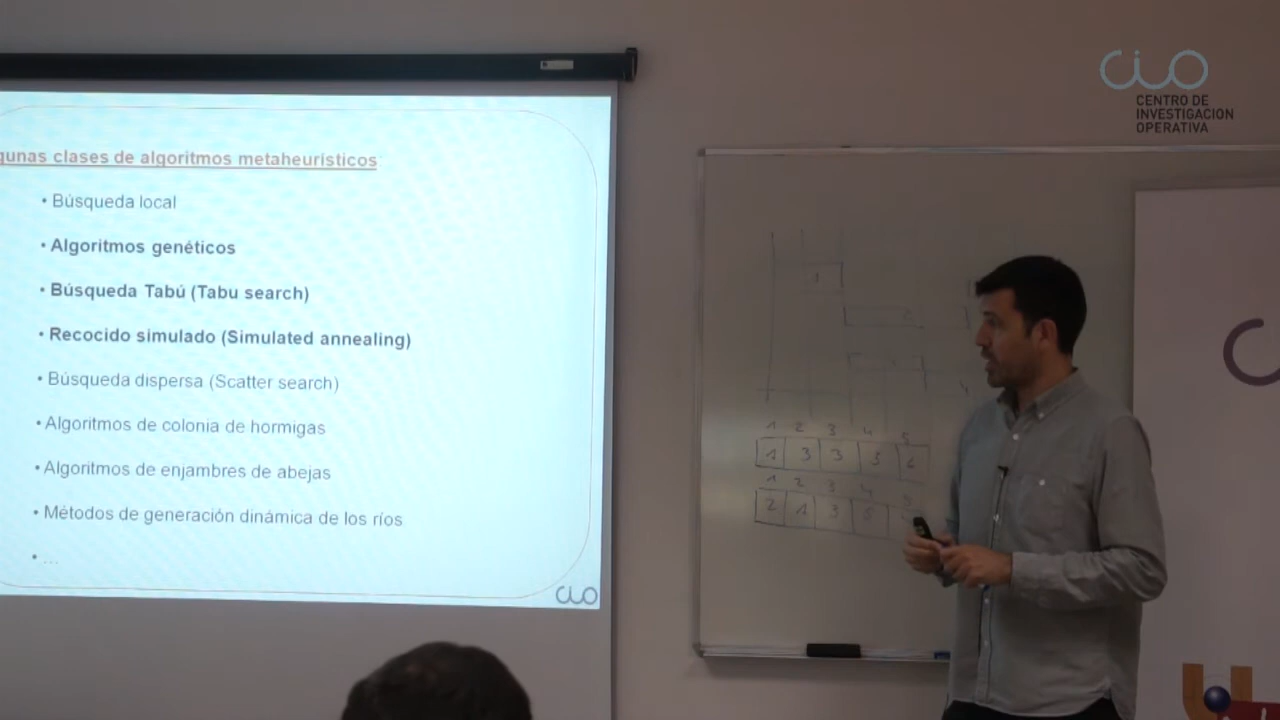 gunas clases de algoritmos metaheurísticos
• Búsqueda local
• Algoritmos genéticos
• Búsqueda Tabú (Tabu search)
• Recocido simulado (Simulated annealing)
• Búsqueda dispersa (Scatter search)
• Algoritmos de colonia de hormigas
• Algoritmos de enjambres de abejas
• Métodos de generación dinámica de los ríos
• ...
CIO
CIO
CENTRO DE
INVESTIGACION
OPERATIVA
1
1 2 3 4 5
1 3 3 3
1 2 3 4 5
2 1 3 5